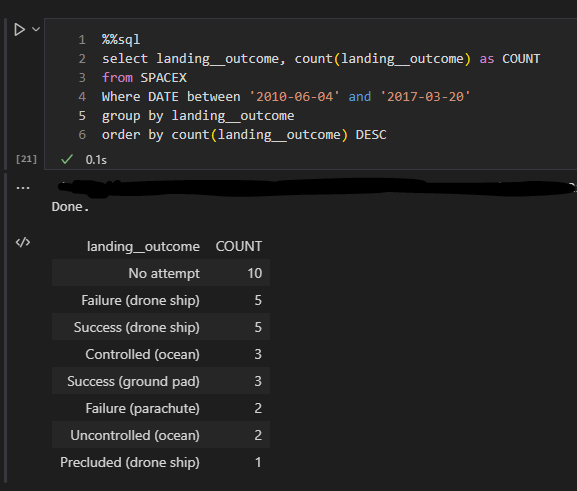 1 %%sql
2 select landing__outcome, count(landing__outcome) as COUNT
3 from SPACEX
4 Where DATE between '2010-06-04' and '2017-03-20'
5 group by landing__outcome
6 order by count(landing__outcome) DESC
[21] 0.1s
Done.
landing__outcome COUNT
No attempt 10
Failure (drone ship) 5
Success (drone ship) 5
Controlled (ocean) 3
Success (ground pad) 3
Failure (parachute) 2
Uncontrolled (ocean) 2
Precluded (drone ship) 1